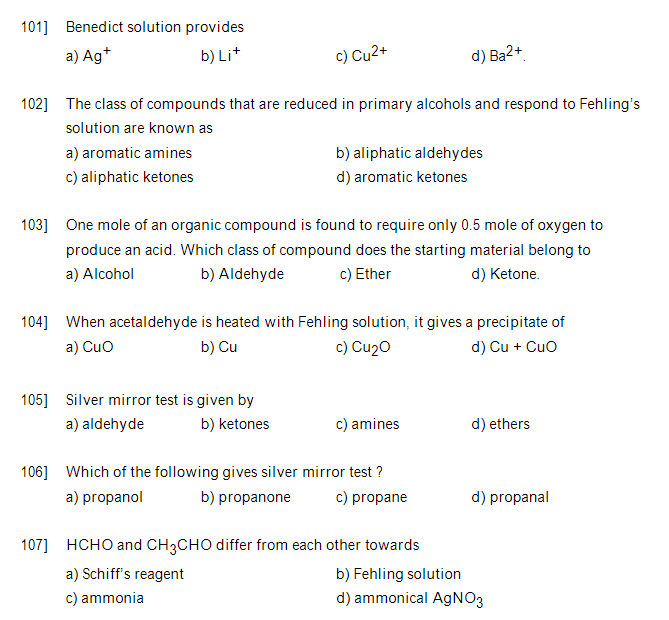 101] Benedict solution provides
a) Ag⁺ b) Li⁺ c) Cu²⁺ d) Ba²⁺.
102] The class of compounds that are reduced in primary alcohols and respond to Fehling's
solution are known as
a) aromatic amines b) aliphatic aldehydes
c) aliphatic ketones d) aromatic ketones
103] One mole of an organic compound is found to require only 0.5 mole of oxygen to
produce an acid. Which class of compound does the starting material belong to
a) Alcohol b) Aldehyde c) Ether d) Ketone.
104] When acetaldehyde is heated with Fehling solution, it gives a precipitate of
a) CuO b) Cu c) Cu₂O d) Cu + CuO
105] Silver mirror test is given by
a) aldehyde b) ketones c) amines d) ethers
106] Which of the following gives silver mirror test ?
a) propanol b) propanone c) propane d) propanal
107] HCHO and CH₃CHO differ from each other towards
a) Schiff's reagent b) Fehling solution
c) ammonia d) ammonical AgNO₃